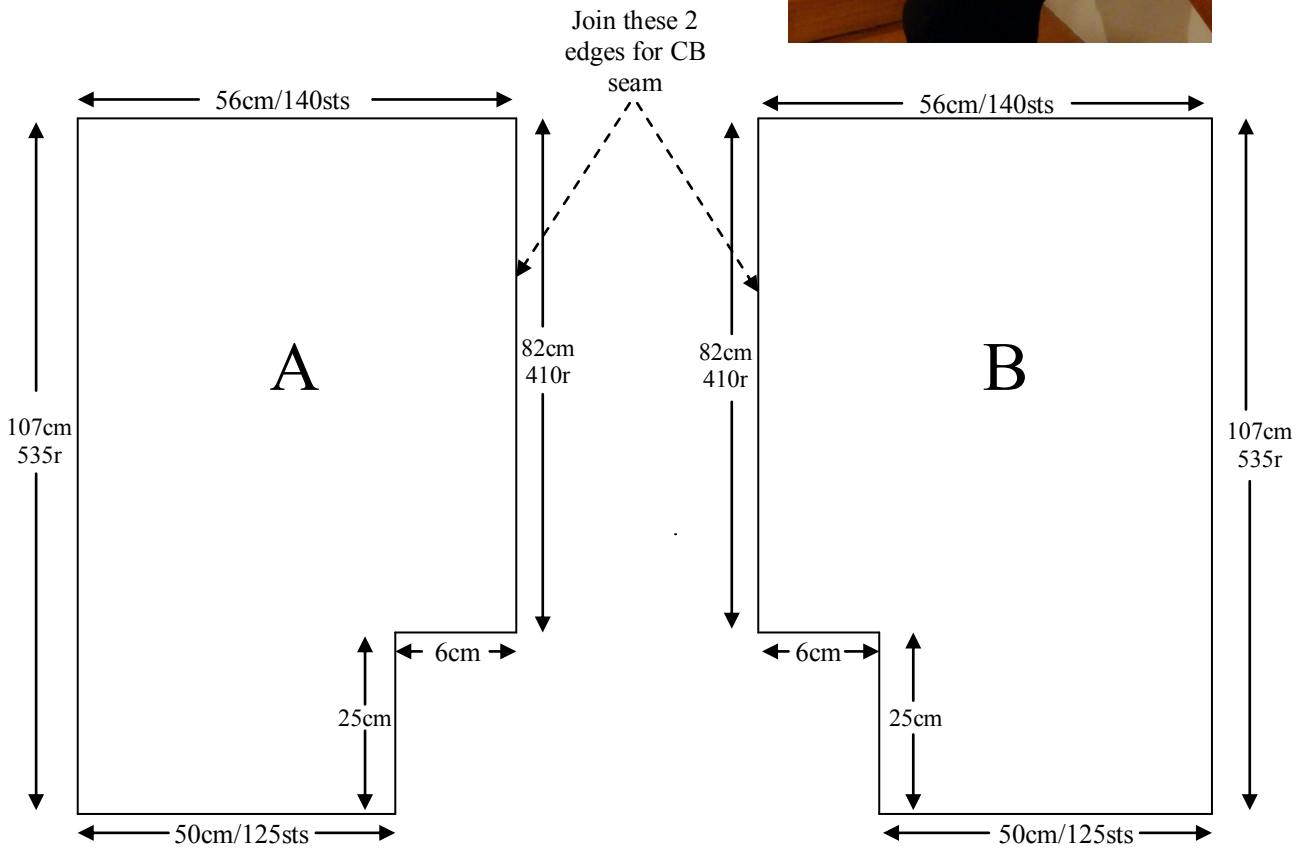 Join these 2
edges for CB
seam
56cm/140sts
56cm/140sts
A
B
82cm
410r
82cm
410r
107cm
535r
107cm
535r
6cm
6cm
25cm
25cm
50cm/125sts
50cm/125sts